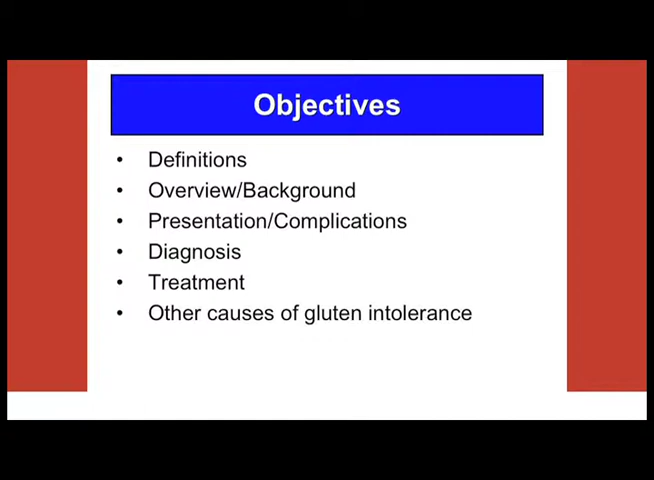 Objectives
• Definitions
• Overview/Background
• Presentation/Complications
• Diagnosis
• Treatment
• Other causes of gluten intolerance